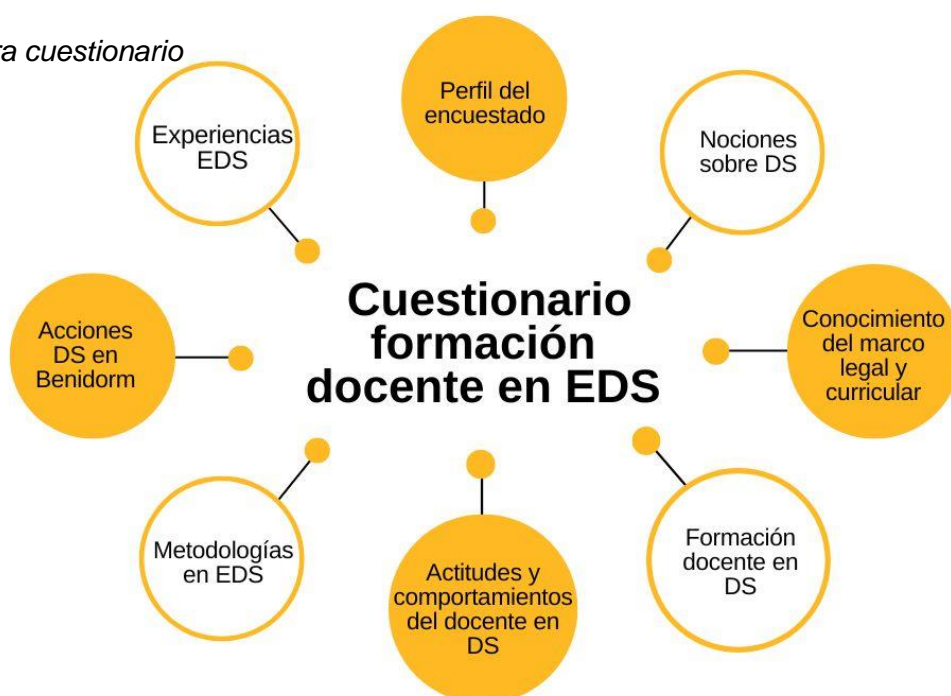 ra cuestionario
Perfil del
encuestado
Experiencias
EDS
Nociones
sobre DS
Cuestionario
formación
docente en EDS
Acciones
DS en
Benidorm
Conocimiento
del marco
legal y
curricular
Metodologías
en EDS
Actitudes y
comportamientos
del docente en
DS
Formación
docente en
DS